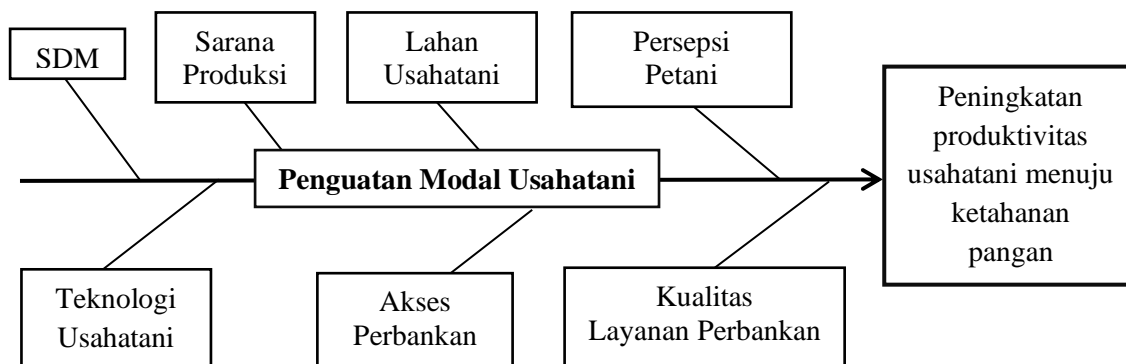 SDM
Sarana
Produksi
Lahan
Usahatani
Persepsi
Petani
Penguatan Modal Usahatani
Peningkatan
produktivitas
usahatani menuju
ketahanan
pangan
Teknologi
Usahatani
Akses
Perbankan
Kualitas
Layanan Perbankan